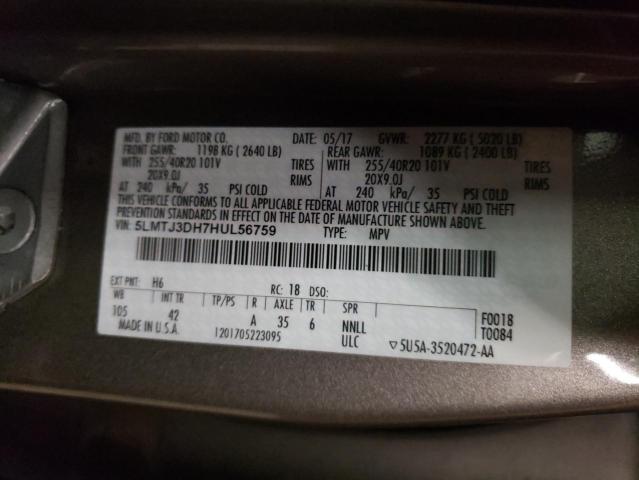 MFD. BY FORD MOTOR CO. DATE: 05/17 GVWR: 2277 KG ( 5020 LB)
FRONT GAWR: 1198 KG ( 2640 LB) REAR GAWR: 1089 KG ( 2400 LB)
WITH 255/40R20 101V TIRES WITH 255/40R20 101V TIRES
20X9.0J RIMS 20X9.0J RIMS
AT 240 kPa/ 35 PSI COLD AT 240 kPa/ 35 PSI COLD
THIS VEHICLE CONFORMS TO ALL APPLICABLE FEDERAL MOTOR VEHICLE SAFETY AND THEFT
PREVENTION STANDARDS IN EFFECT ON THE DATE OF MANUFACTURE SHOWN ABOVE.
VIN: 5LMTJ3DH7HUL56759 TYPE: MPV
EXT PNT: H6 RC: 18 DSO:
WB INT TR TP/PS R AXLE TR SPR F0018
105 42 A 35 6 NNLL T0084
MADE IN U.S.A. 1201705223095 ULC ▽5U5A-3520472-AA